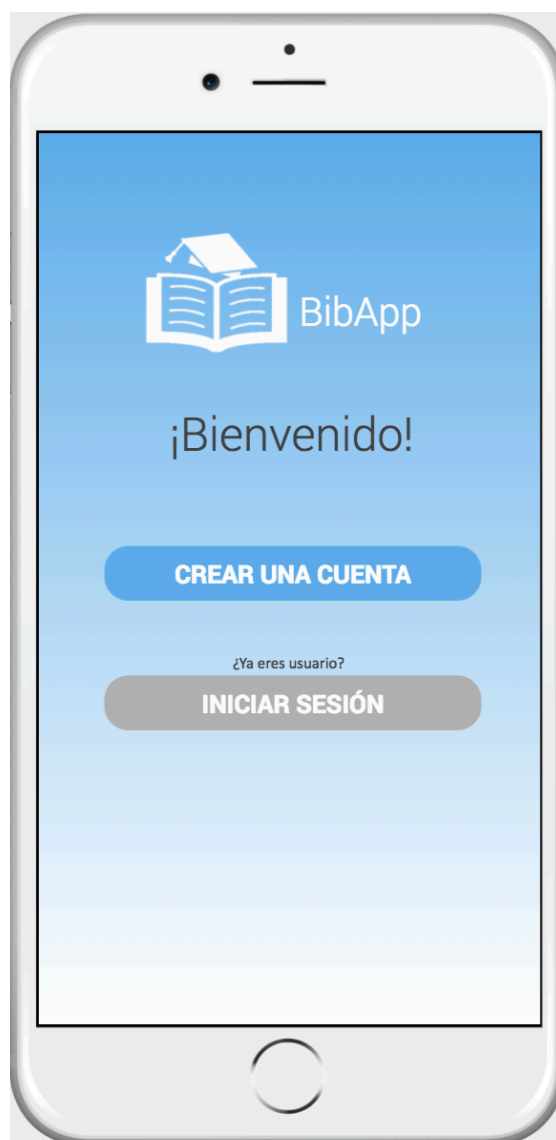 BibApp
¡Bienvenido!
CREAR UNA CUENTA
¿Ya eres usuario?
INICIAR SESIÓN